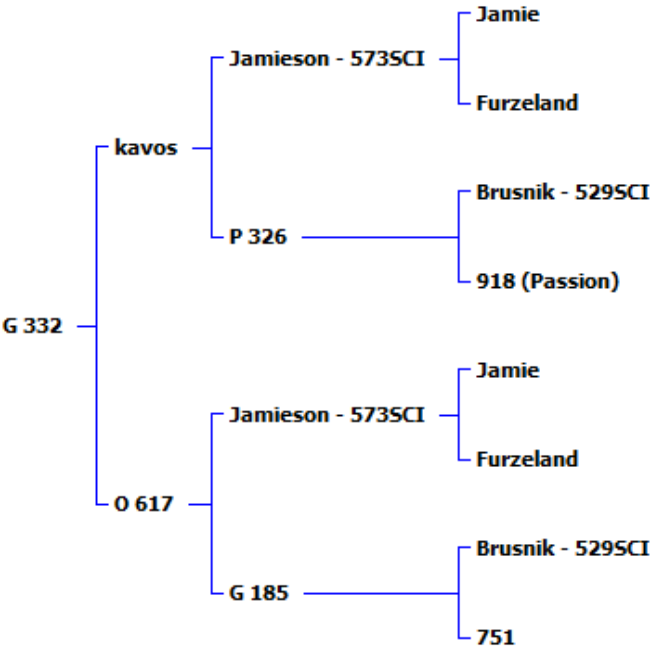 Jamie
Jamieson - 573SCI
Furzeland
kavos
Brusnik - 529SCI
P 326
918 (Passion)
G 332
Jamie
Jamieson - 573SCI
Furzeland
O 617
Brusnik - 529SCI
G 185
751